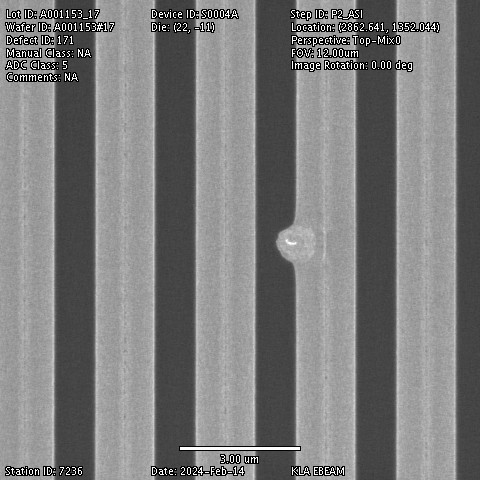 Lot ID: A001153_17
Wafer ID: A001153#17
Defect ID: 171
Manual Class: NA
ADC Class: 5
Comments: NA
Device ID: S0004A
Die: (22, -11)
Step ID: P2_ASI
Location: (2862.641, 1352.044)
Perspective: Top-Mix0
FOV: 12.00um
Image Rotation: 0.00 deg
3.00 um
Station ID: 7236
Date: 2024-Feb-14
KLA EBEAM